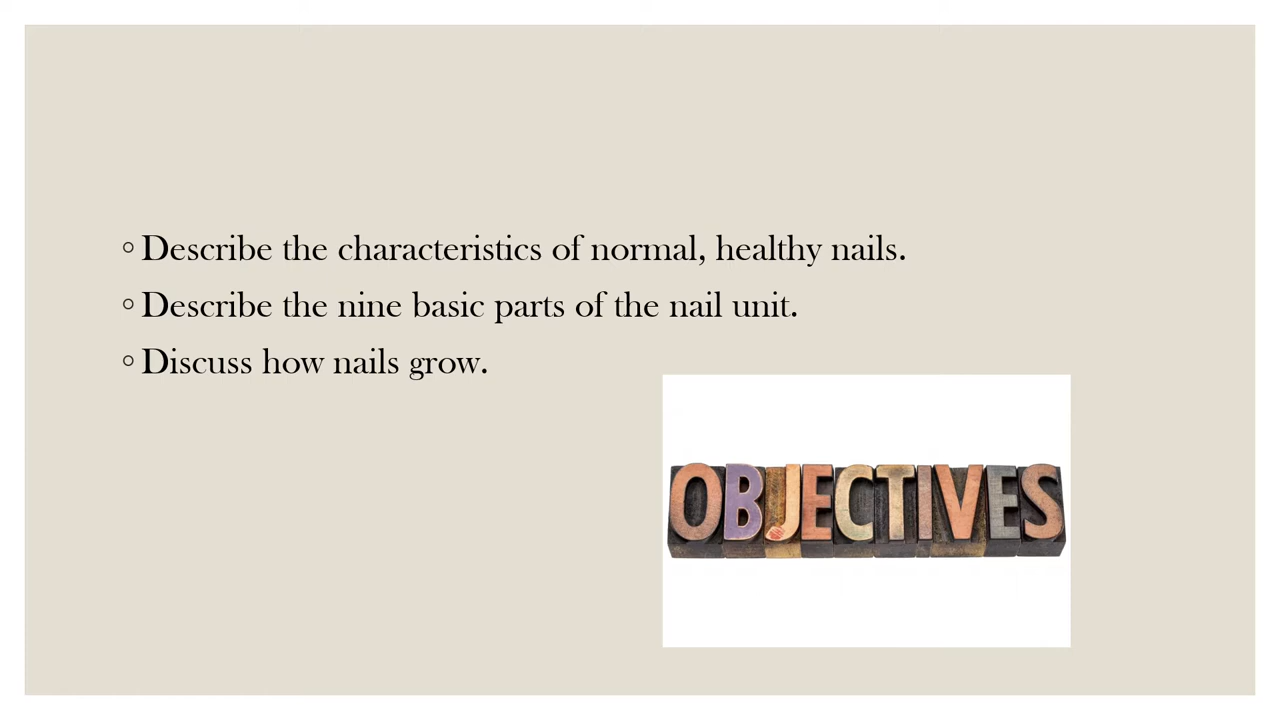 ◦ Describe the characteristics of normal, healthy nails.
◦ Describe the nine basic parts of the nail unit.
◦ Discuss how nails grow.
OBJECTIVES